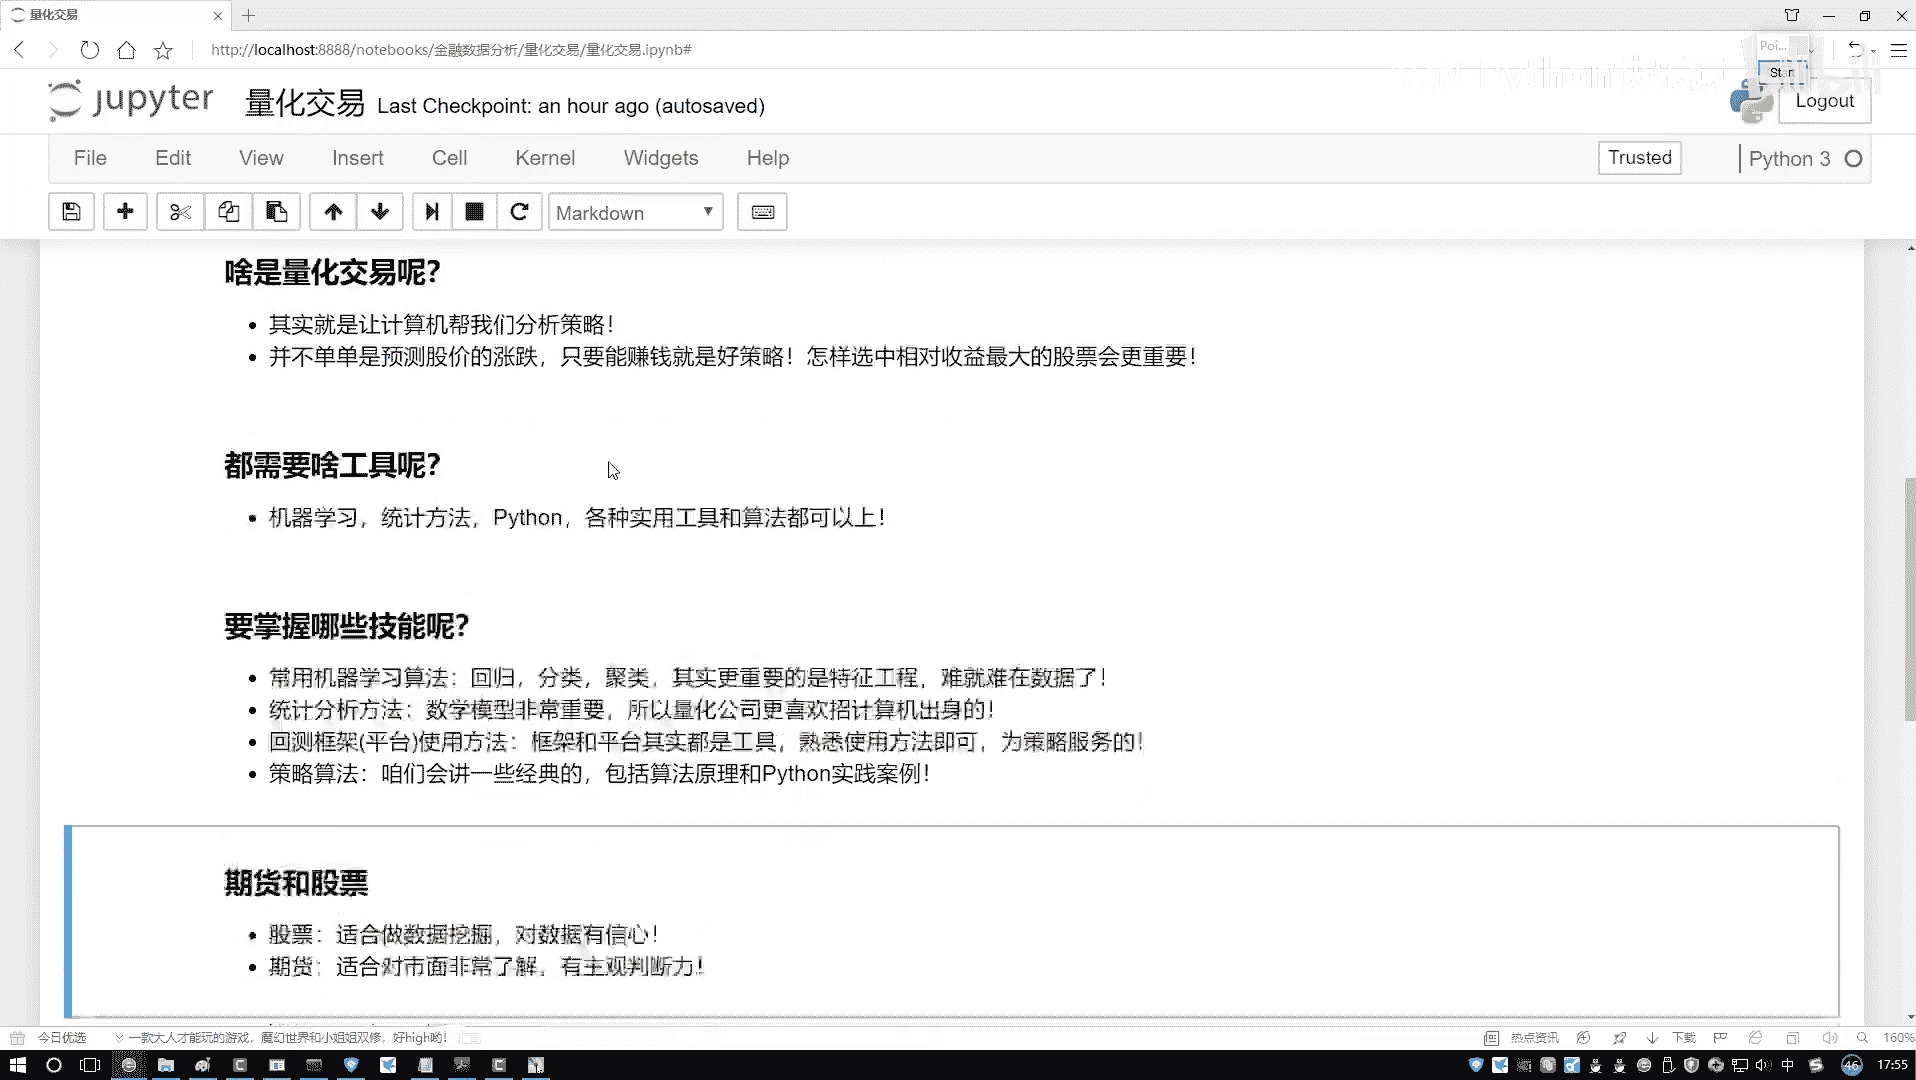 量化交易
http://localhost:8888/notebooks/金融数据分析/量化交易/量化交易.ipynb#
Poi...
Start
jupyter 量化交易 Last Checkpoint: an hour ago (autosaved)
Logout
File Edit View Insert Cell Kernel Widgets Help
Trusted
Python 3
Markdown
啥是量化交易呢?
其实就是让计算机帮我们分析策略!
并不单单是预测股价的涨跌，只要能赚钱就是好策略！怎样选中相对收益最大的股票会更重要!
都需要啥工具呢?
机器学习，统计方法，Python，各种实用工具和算法都可以上!
要掌握哪些技能呢?
常用机器学习算法：回归，分类，聚类，其实更重要的是特征工程，难就难在数据了!
统计分析方法：数学模型非常重要，所以量化公司更喜欢招计算机出身的!
回测框架(平台)使用方法：框架和平台其实都是工具，熟悉使用方法即可，为策略服务的!
策略算法：咱们会讲一些经典的，包括算法原理和Python实践案例!
期货和股票
股票：适合做数据挖掘，对数据有信心!
期货：适合对市面非常了解，有主观判断力!
今日优选
一款大人才能玩的游戏，魔幻世界和小姐姐双修，好high哟!
热点资讯
下载
160%
中
46
17:55